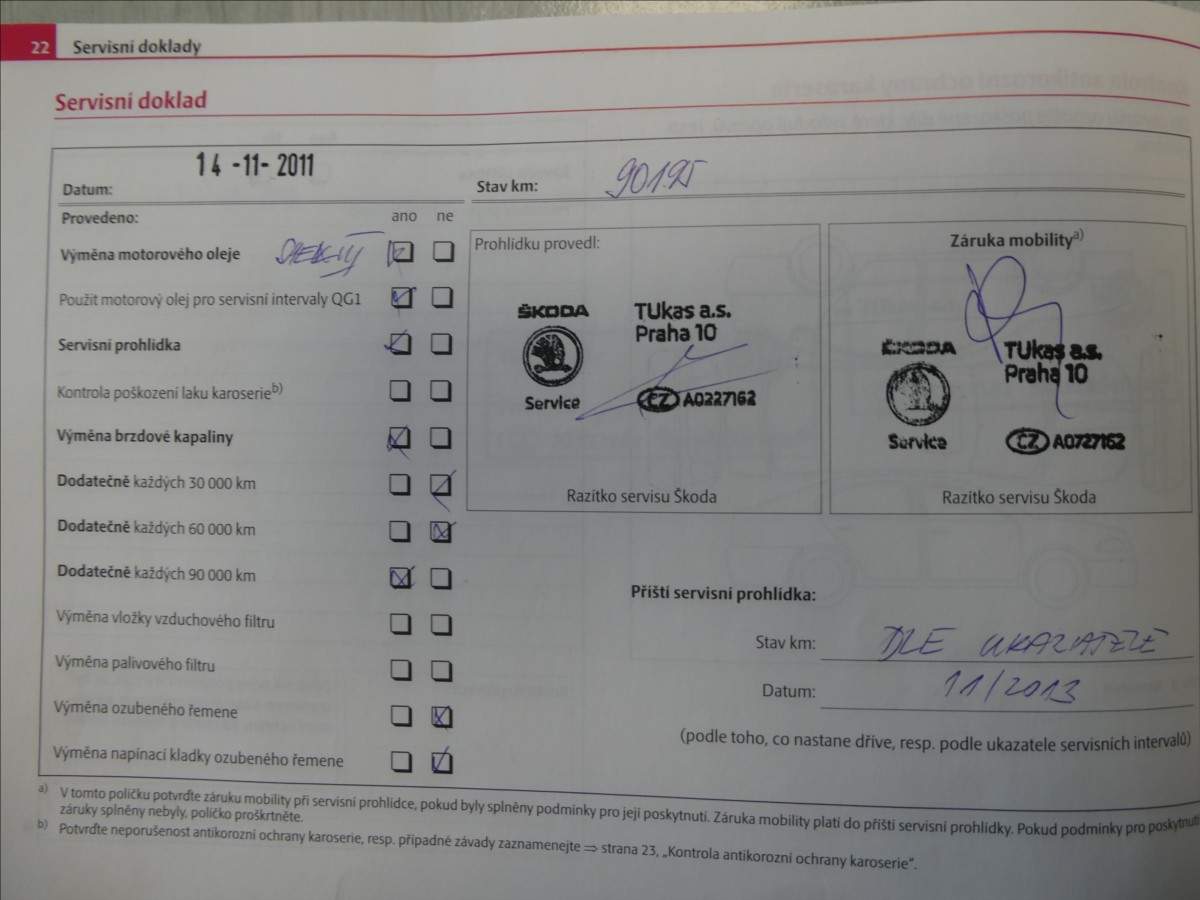 22 Servisní doklady
Servisní doklad
14 -11- 2011
Datum:
Stav km: 90195
Provedeno: ano ne
Výměna motorového oleje
Použit motorový olej pro servisní intervaly QG1
Servisní prohlídka
Kontrola poškození laku karoserie b)
Výměna brzdové kapaliny
Dodatečně každých 30 000 km
Dodatečně každých 60 000 km
Dodatečně každých 90 000 km
Výměna vložky vzduchového filtru
Výměna palivového filtru
Výměna ozubeného řemene
Výměna napínací kladky ozubeného řemene
Prohlídku provedl:
ŠKODA
Service
TUkas a.s.
Praha 10
CZ A0227162
Razítko servisu Škoda
Záruka mobility a)
ŠKODA
Service
TUkas a.s.
Praha 10
CZ A0727162
Razítko servisu Škoda
Příští servisní prohlídka:
Stav km: DLE UKAZATELE
Datum: 11/2013
(podle toho, co nastane dříve, resp. podle ukazatele servisních intervalů)
a) V tomto políčku potvrďte záruku mobility při servisní prohlídce, pokud byly splněny podmínky pro její poskytnutí. Záruka mobility platí do příští servisní prohlídky. Pokud podmínky pro poskytnutí
záruky splněny nebyly, políčko proškrtněte.
b) Potvrďte neporušenost antikorozní ochrany karoserie, resp. případné závady zaznamenejte ⇒ strana 23, „Kontrola antikorozní ochrany karoserie“.